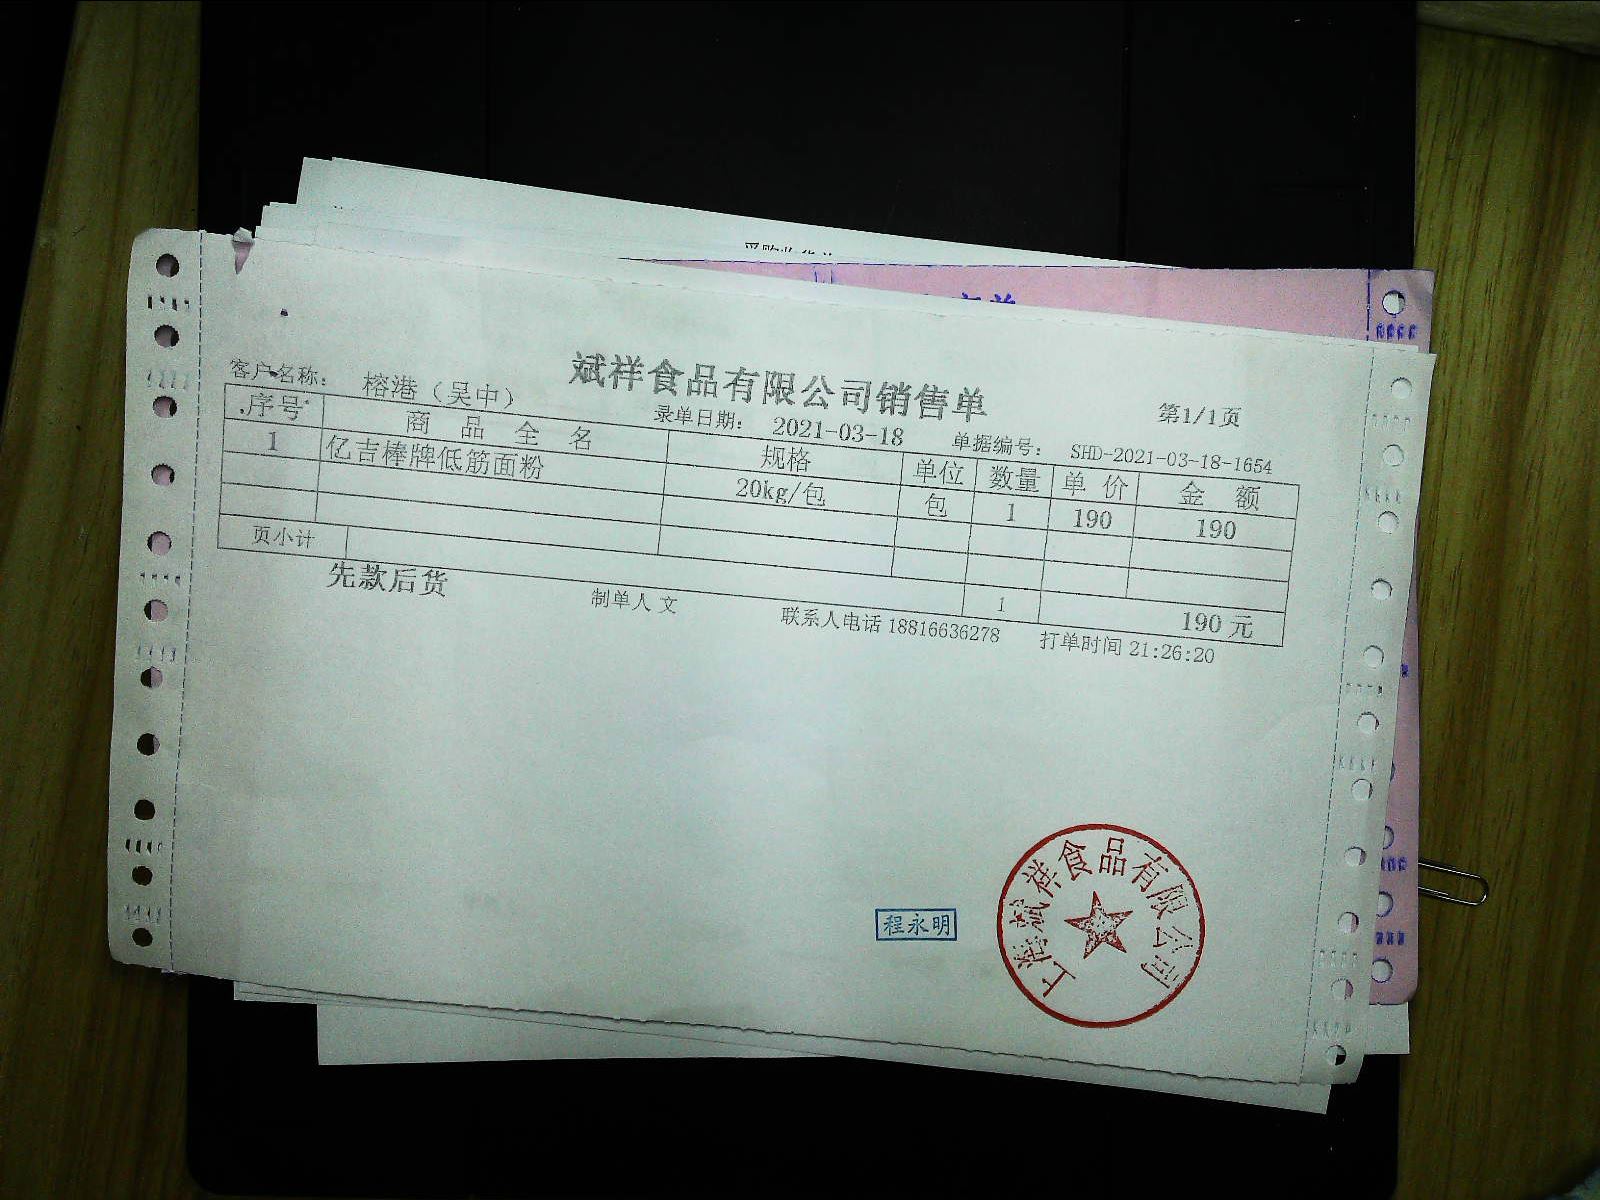 斌祥食品有限公司销售单
第1/1页
客户名称： 榕港（吴中） 录单日期： 2021-03-18 单据编号： SHD-2021-03-18-1654
序号 商品全名 规格 单位 数量 单价 金额
1 亿吉棒牌低筋面粉 20kg/包 包 1 190 190
页小计 1 190元
先款后货 制单人 文 联系人电话 18816636278 打单时间 21:26:20
程永明
上海斌祥食品有限公司